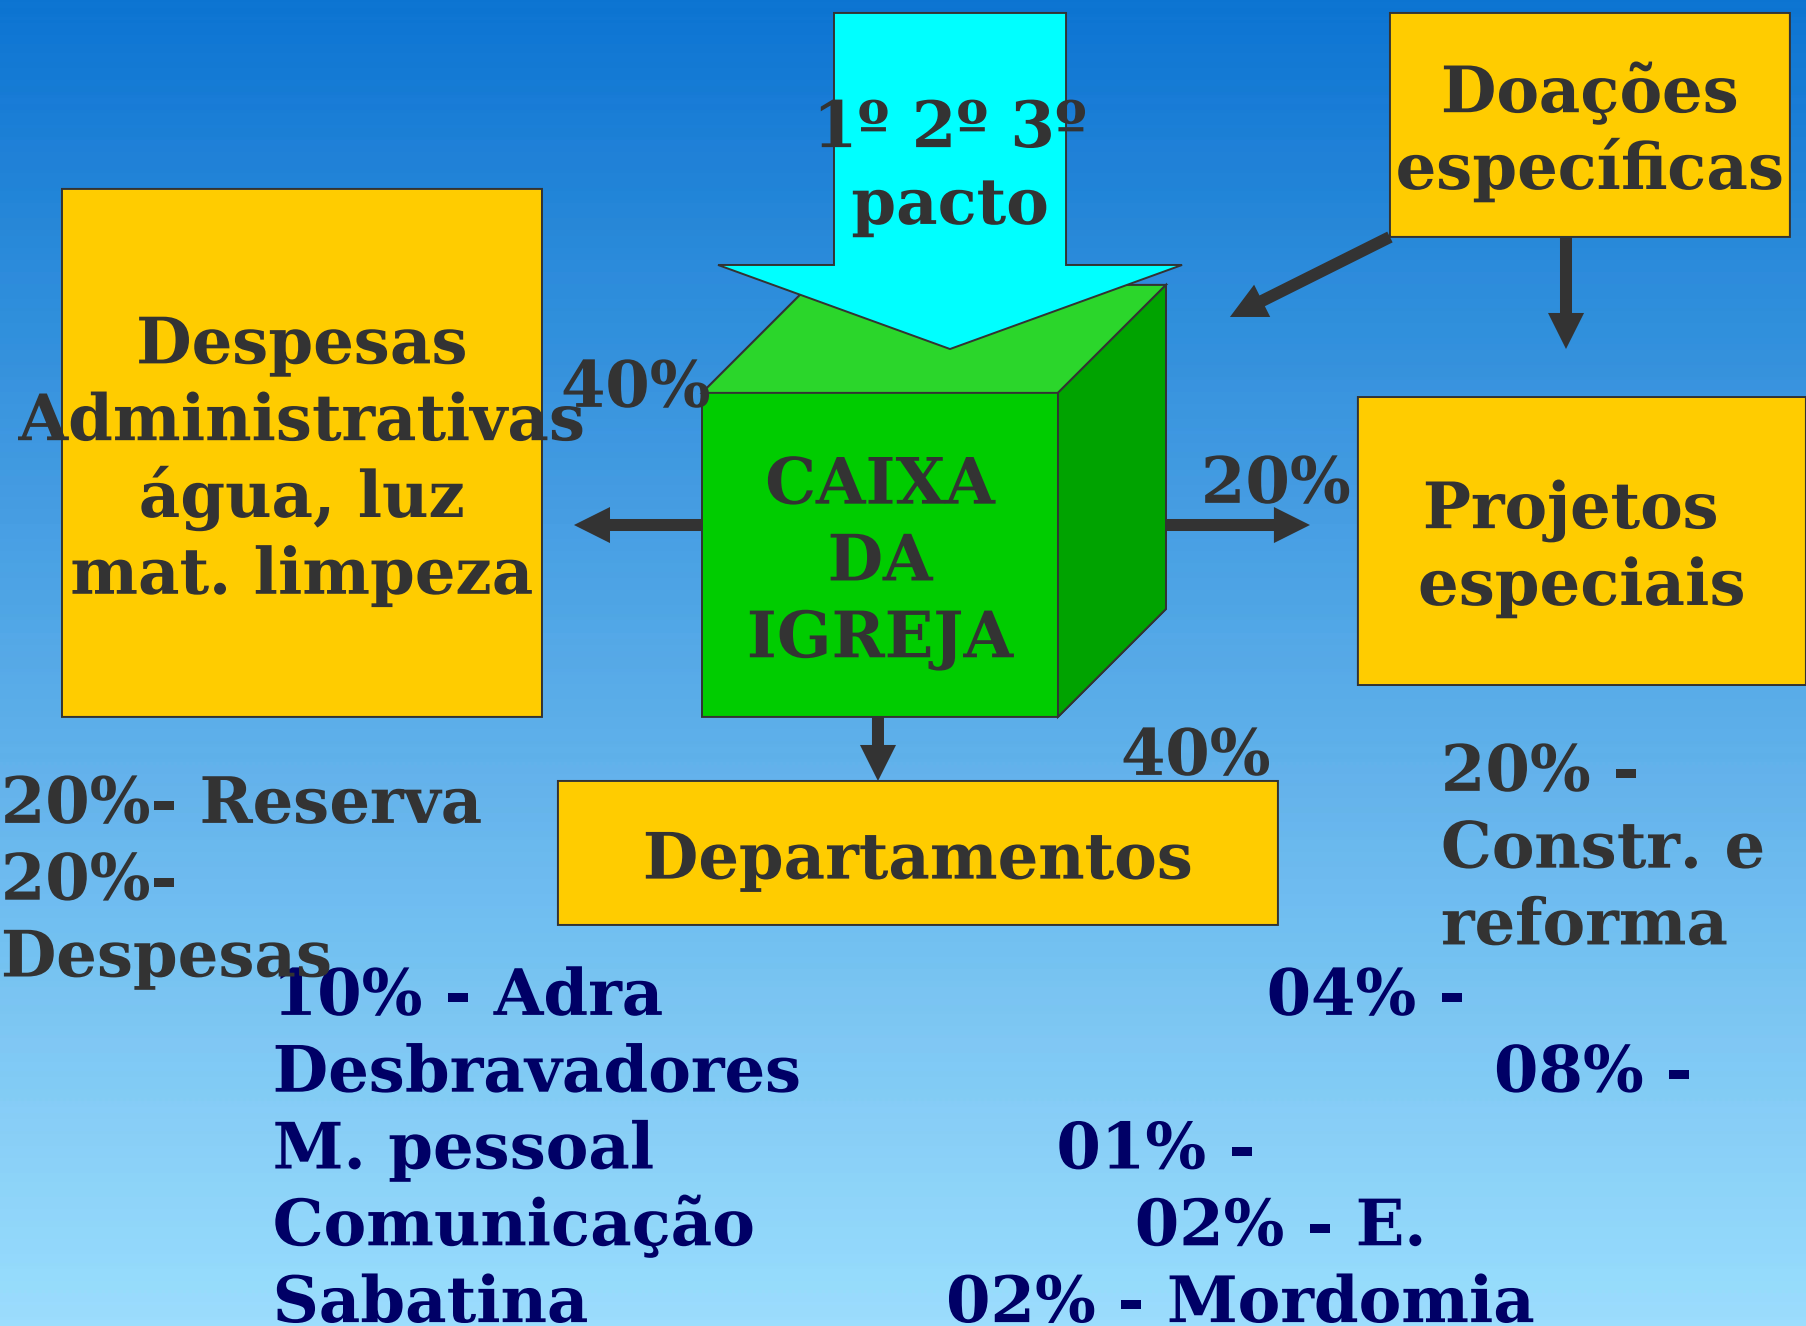 1º 2º 3º
pacto
Doações
específicas
Despesas
Administrativas
água, luz
mat. limpeza
40%
CAIXA
DA
IGREJA
20%
Projetos
especiais
40%
Departamentos
20%- Reserva
20%-
Despesas
20% -
Constr. e
reforma
10% - Adra 04% -
Desbravadores 08% -
M. pessoal 01% -
Comunicação 02% - E.
Sabatina 02% - Mordomia